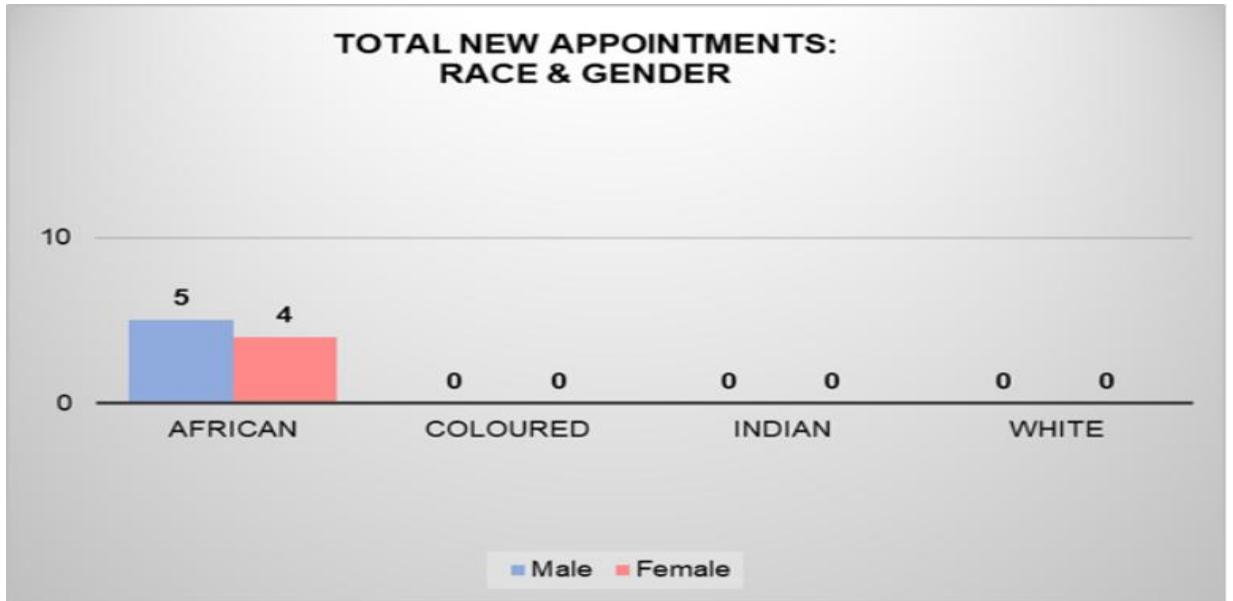 TOTAL NEW APPOINTMENTS:
RACE & GENDER
10
5
4
0 0 0 0 0 0
0
AFRICAN COLOURED INDIAN WHITE
Male Female